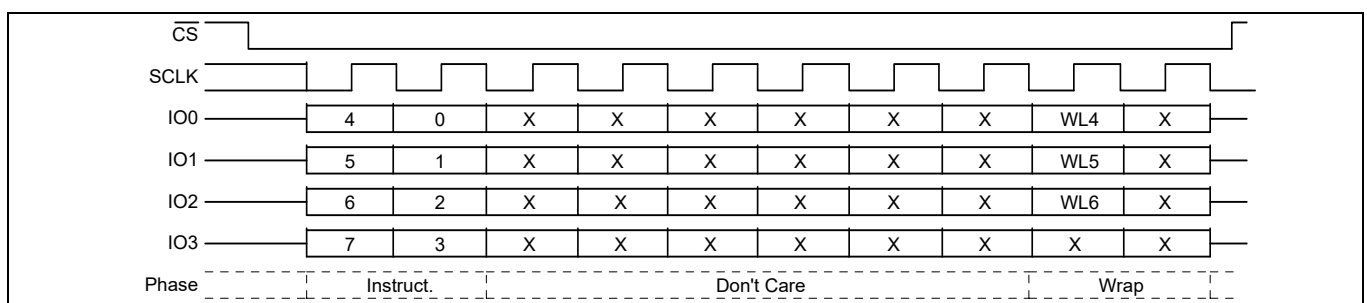 CS
SCLK
IO0 4 0 X X X X X X WL4 X
IO1 5 1 X X X X X X WL5 X
IO2 6 2 X X X X X X WL6 X
IO3 7 3 X X X X X X X X
Phase Instruct. Don't Care Wrap